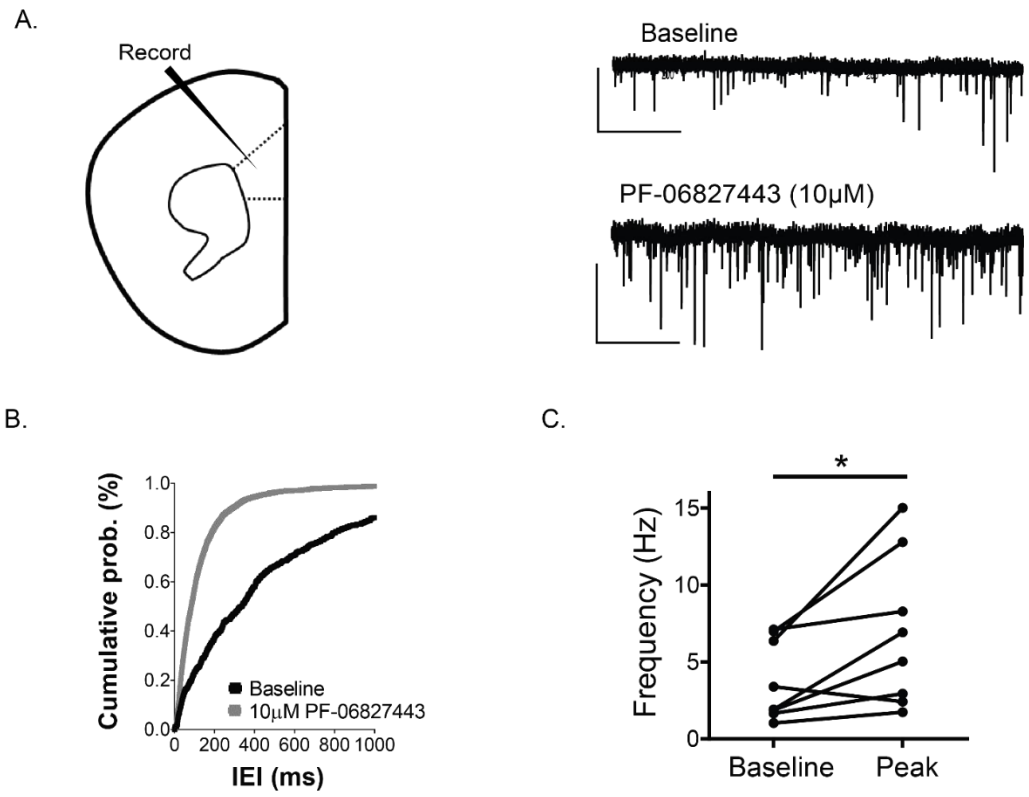 A.
Record
Baseline
PF-06827443 (10µM)
B.
Cumulative prob. (%)
1.0
0.8
0.6
0.4
0.2
0.0
Baseline
10µM PF-06827443
0 200 400 600 800 1000
IEI (ms)
C.
*
Frequency (Hz)
15
10
5
0
Baseline Peak